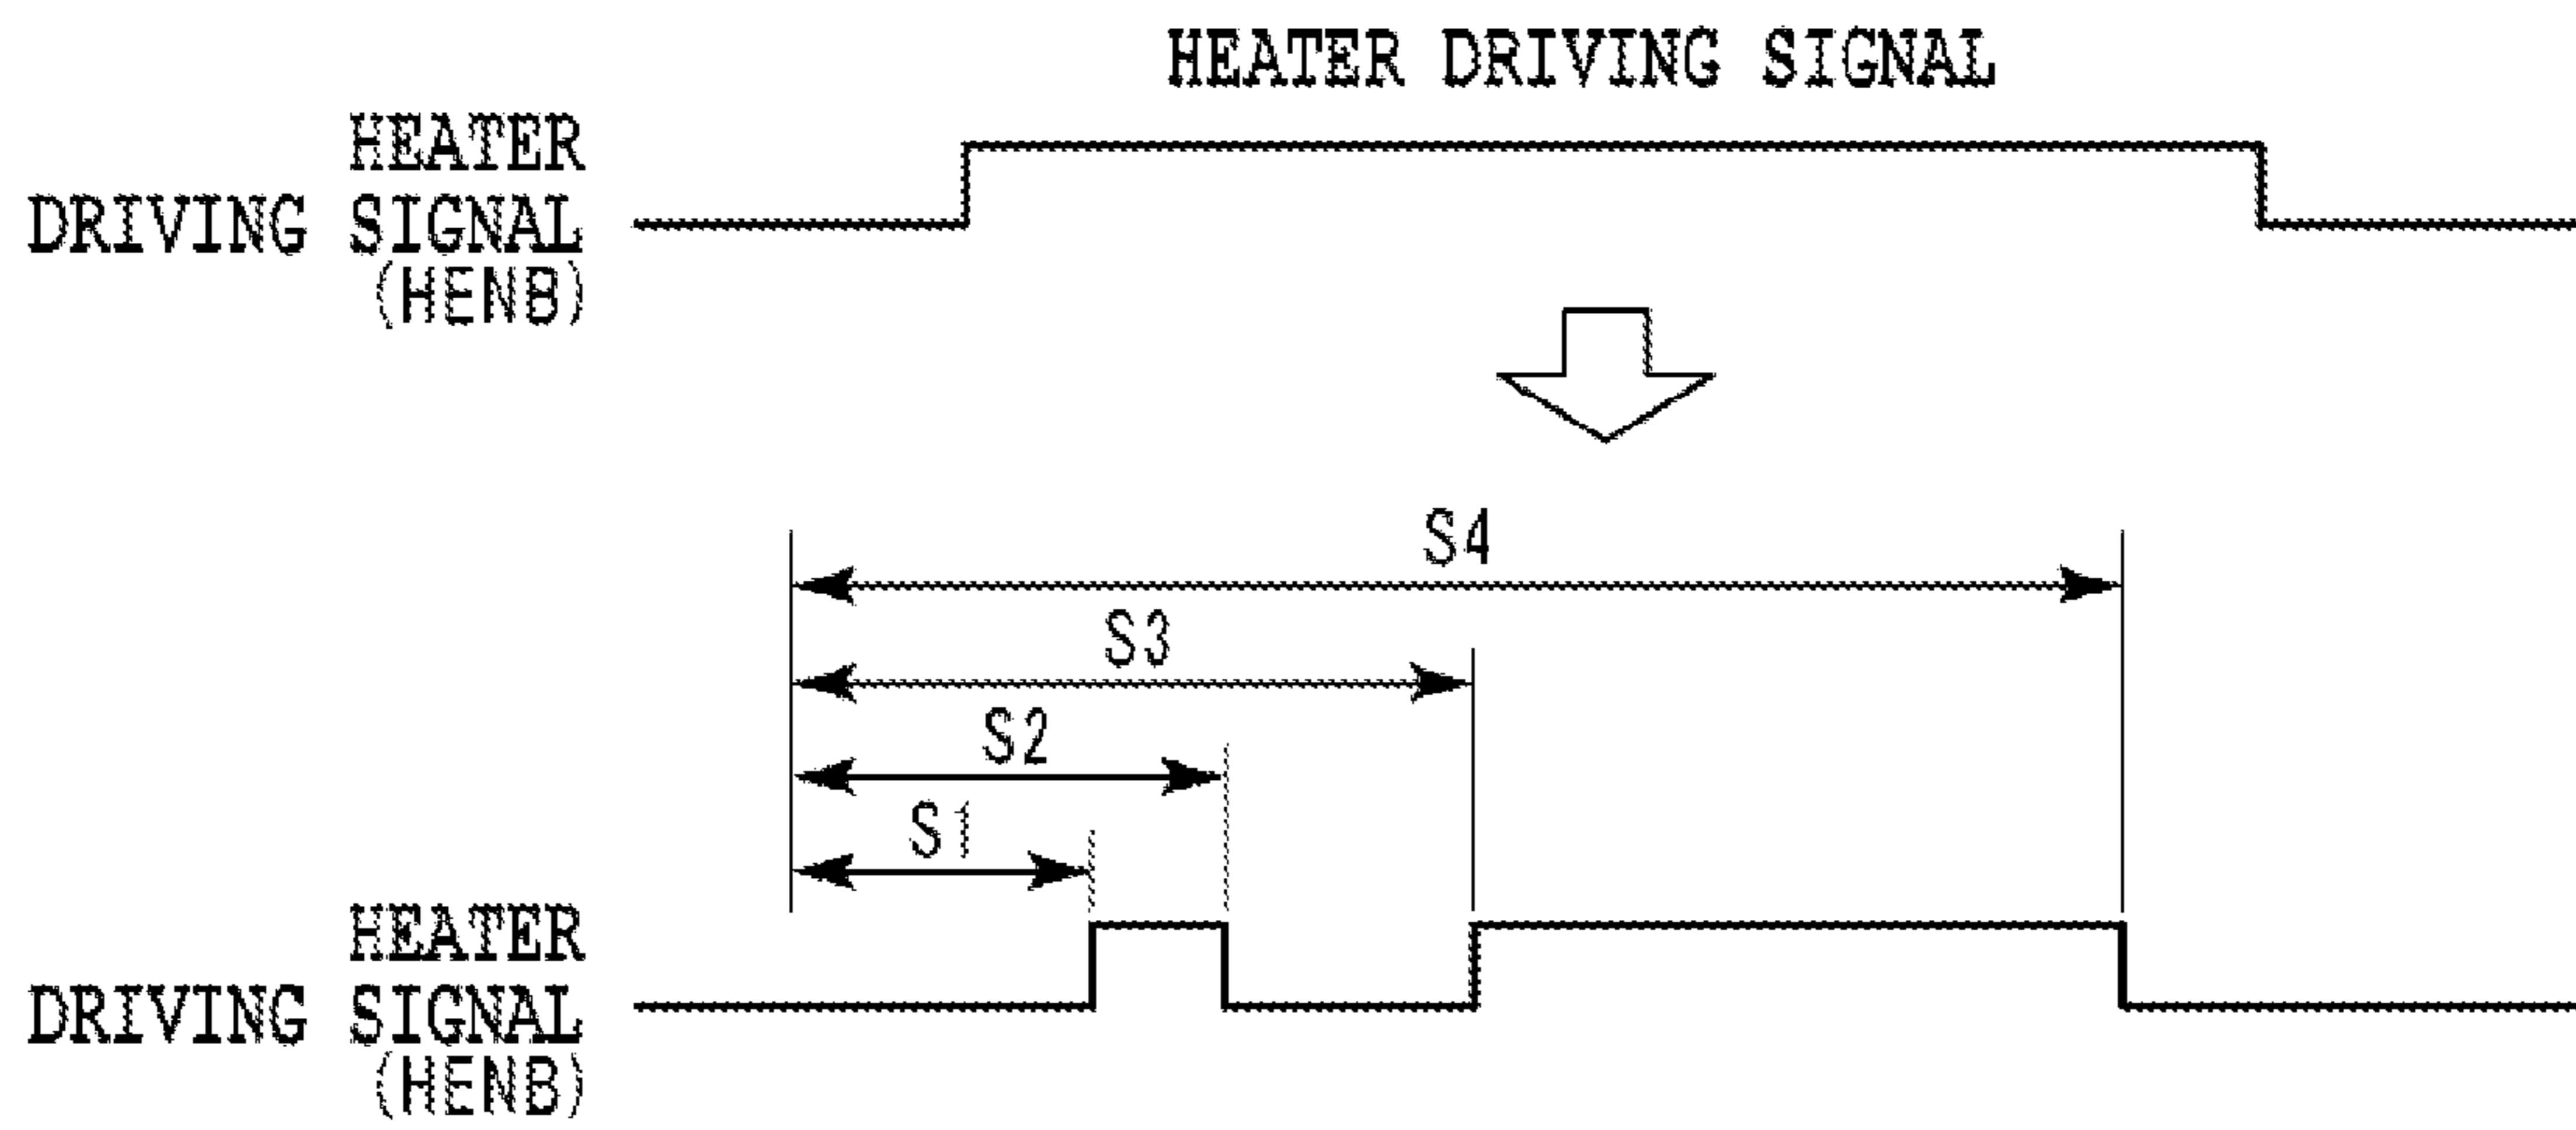 HEATER DRIVING SIGNAL
HEATER
DRIVING SIGNAL
(HENB)
S4
S3
S2
S1
HEATER
DRIVING SIGNAL
(HENB)